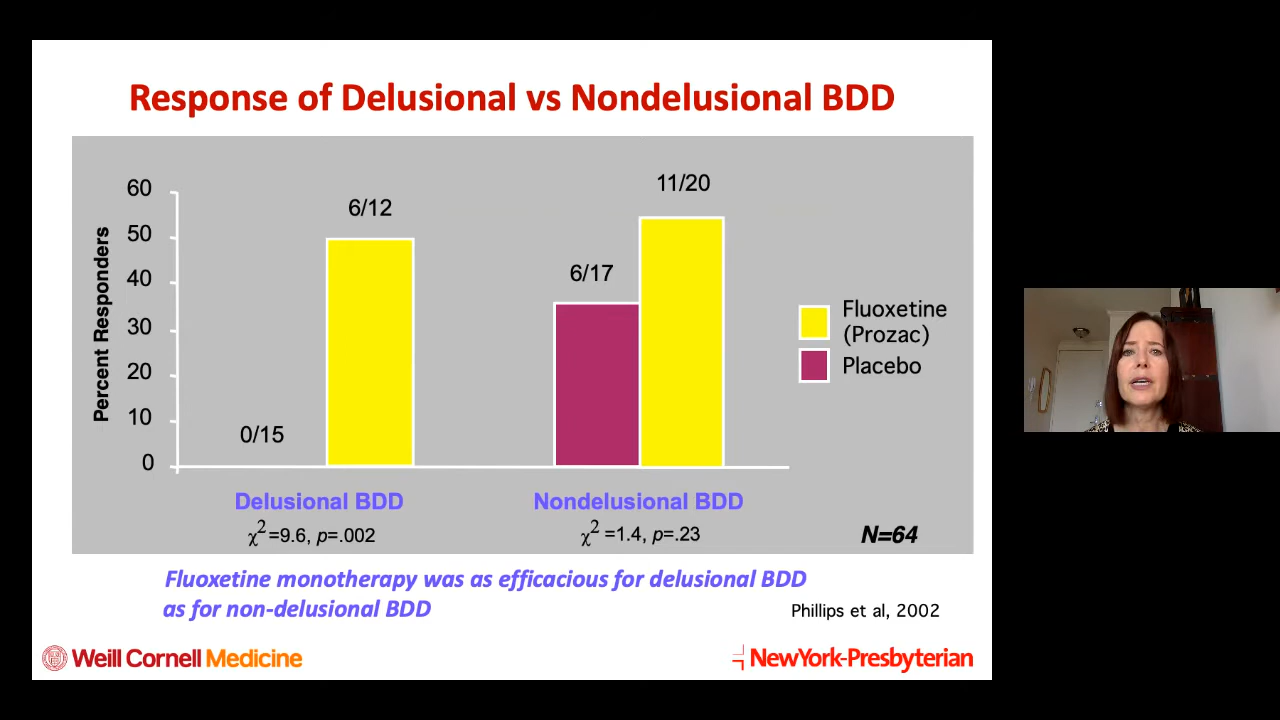 Response of Delusional vs Nondelusional BDD
Percent Responders
60
50
40
30
20
10
0
0/15
6/12
6/17
11/20
Fluoxetine
(Prozac)
Placebo
Delusional BDD
Nondelusional BDD
χ²=9.6, p=.002
χ² =1.4, p=.23
N=64
Fluoxetine monotherapy was as efficacious for delusional BDD
as for non-delusional BDD
Phillips et al, 2002
Weill Cornell Medicine
NewYork-Presbyterian